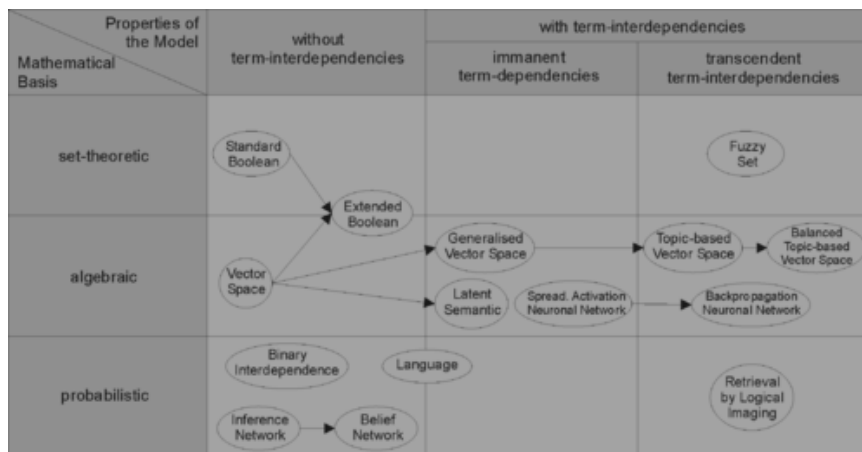 Properties of
the Model
Mathematical
Basis
without
term-interdependencies
with term-interdependencies
immanent
term-dependencies
transcendent
term-interdependencies
set-theoretic
Standard
Boolean
Extended
Boolean
Fuzzy
Set
algebraic
Vector
Space
Generalised
Vector Space
Topic-based
Vector Space
Balanced
Topic-based
Vector Space
Latent
Semantic
Spread. Activation
Neuronal Network
Backpropagation
Neuronal Network
probabilistic
Binary
Interdependence
Language
Inference
Network
Belief
Network
Retrieval
by Logical
Imaging